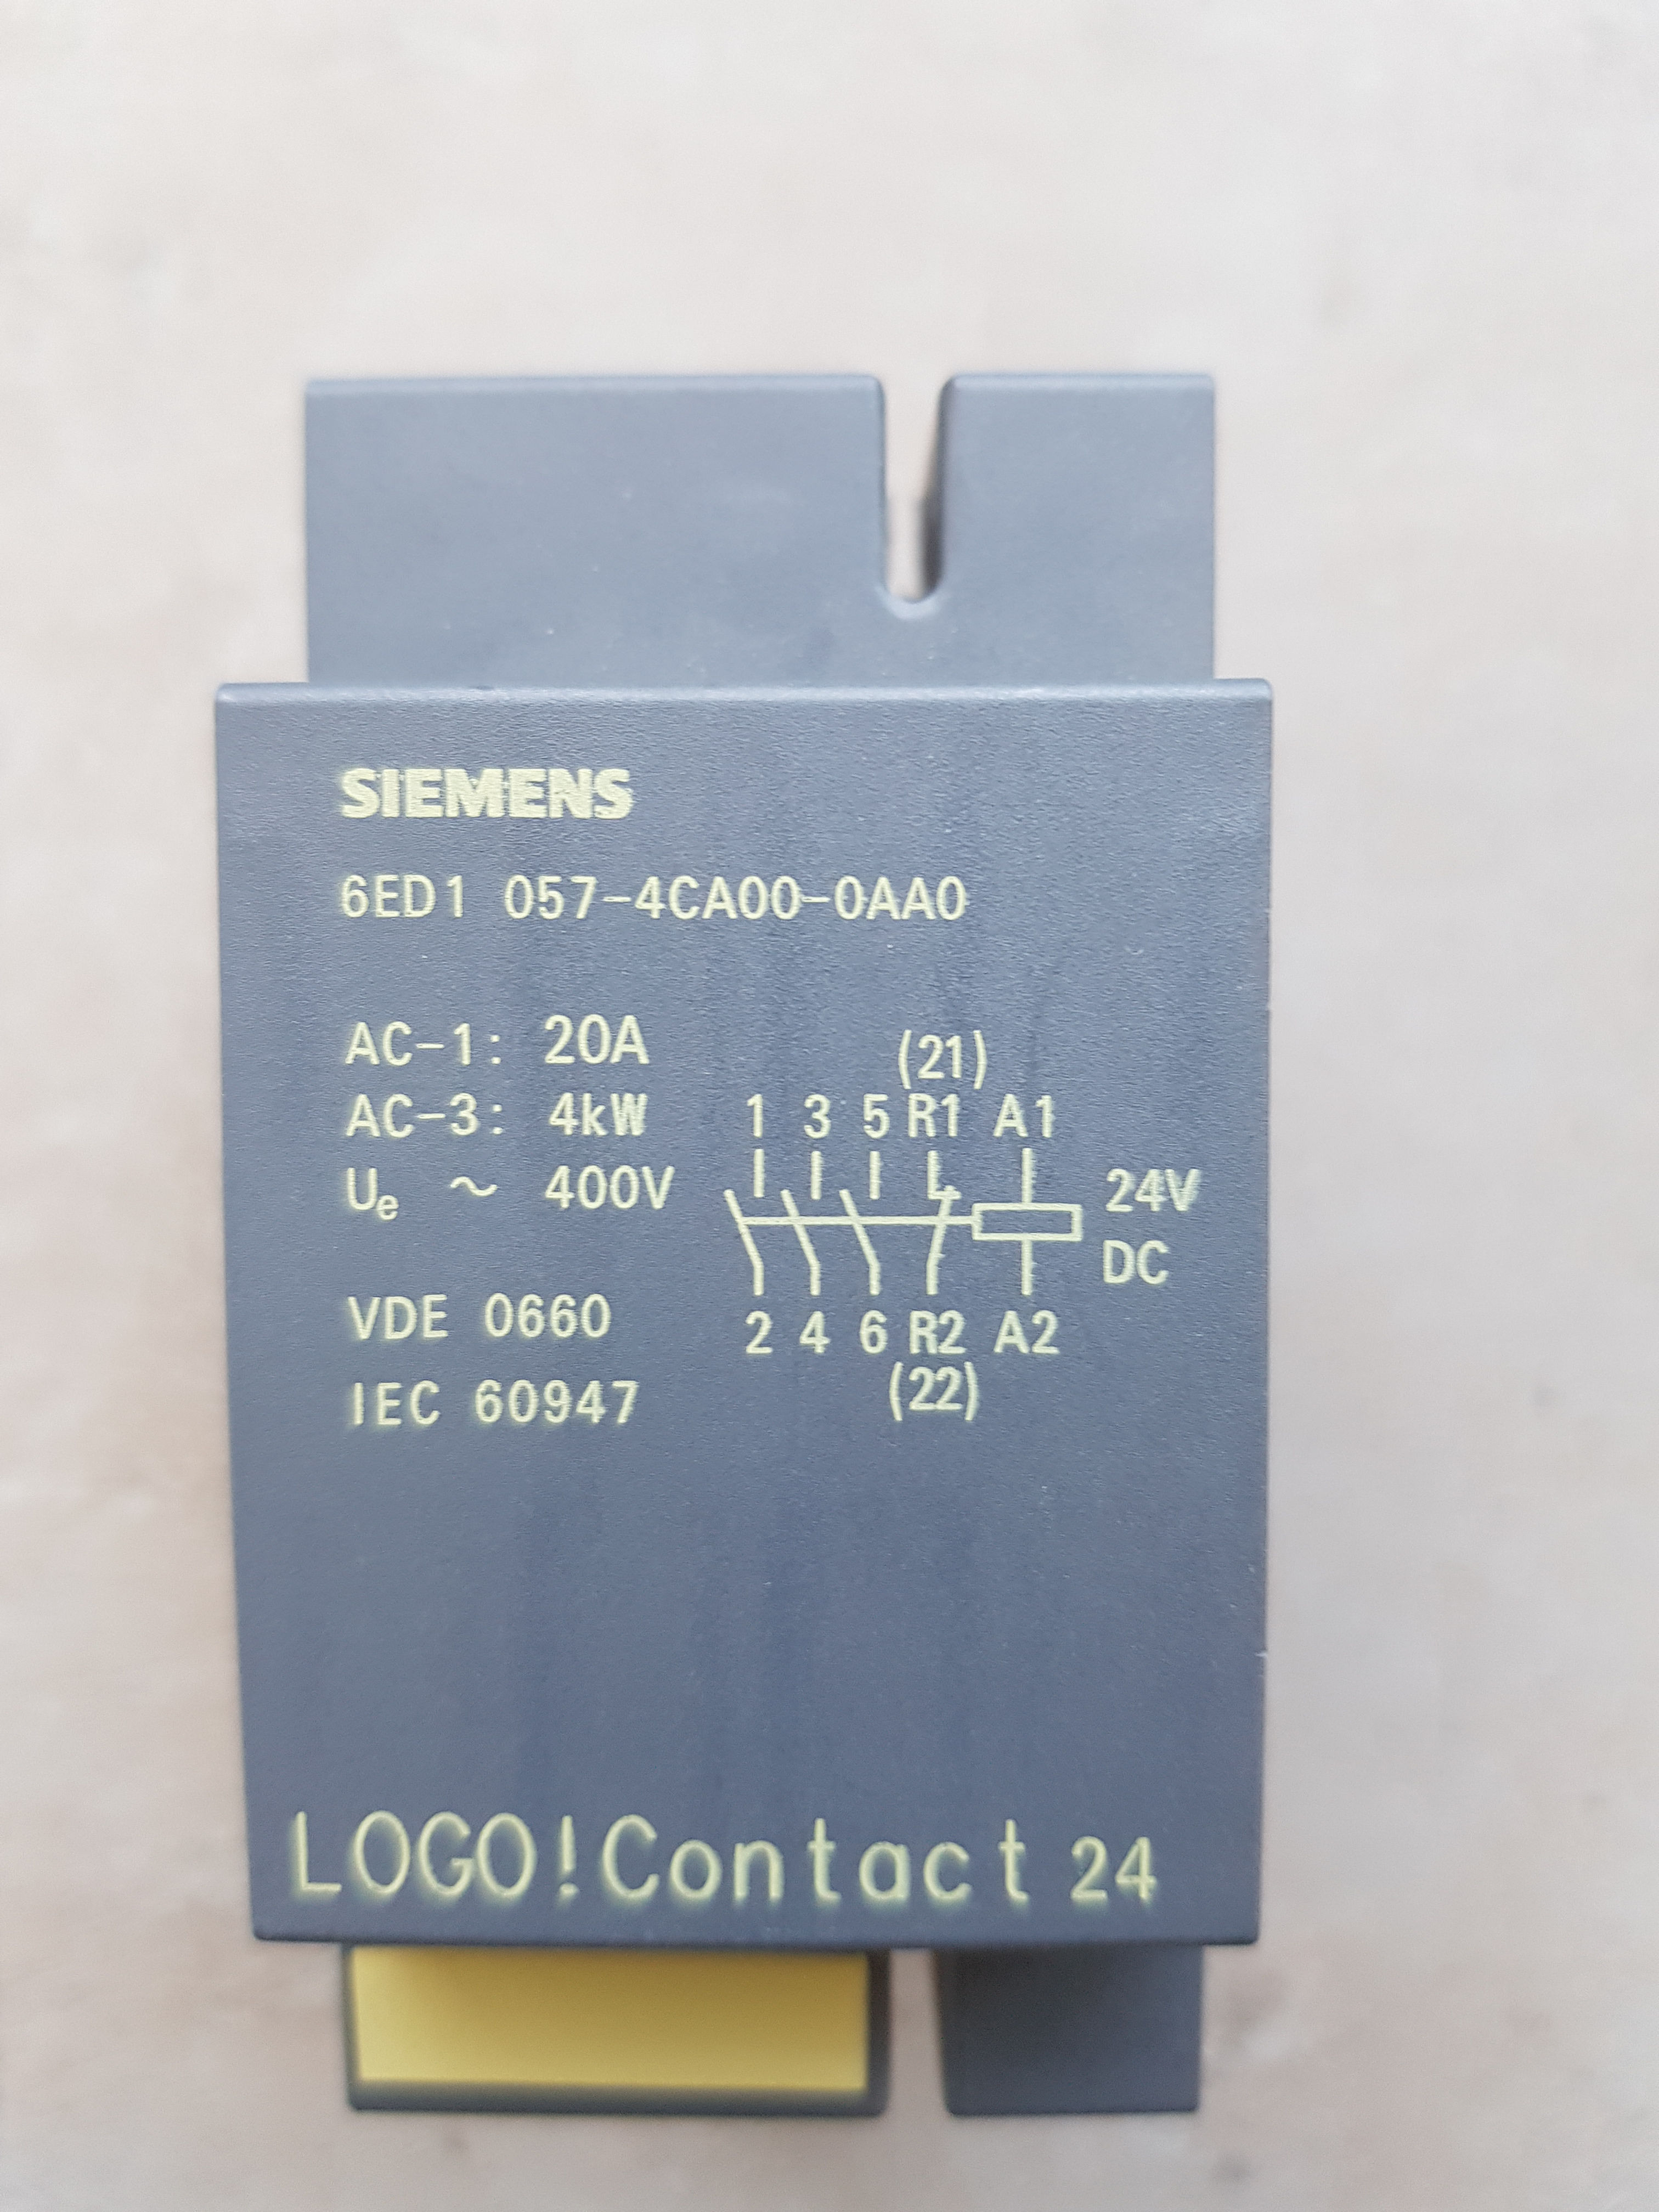 SIEMENS
6ED1 057-4CA00-0AA0
AC-1: 20A
AC-3: 4kW
Ue ~ 400V
(21)
1 3 5 R1 A1
24V
DC
2 4 6 R2 A2
(22)
VDE 0660
IEC 60947
LOGO!Contact 24